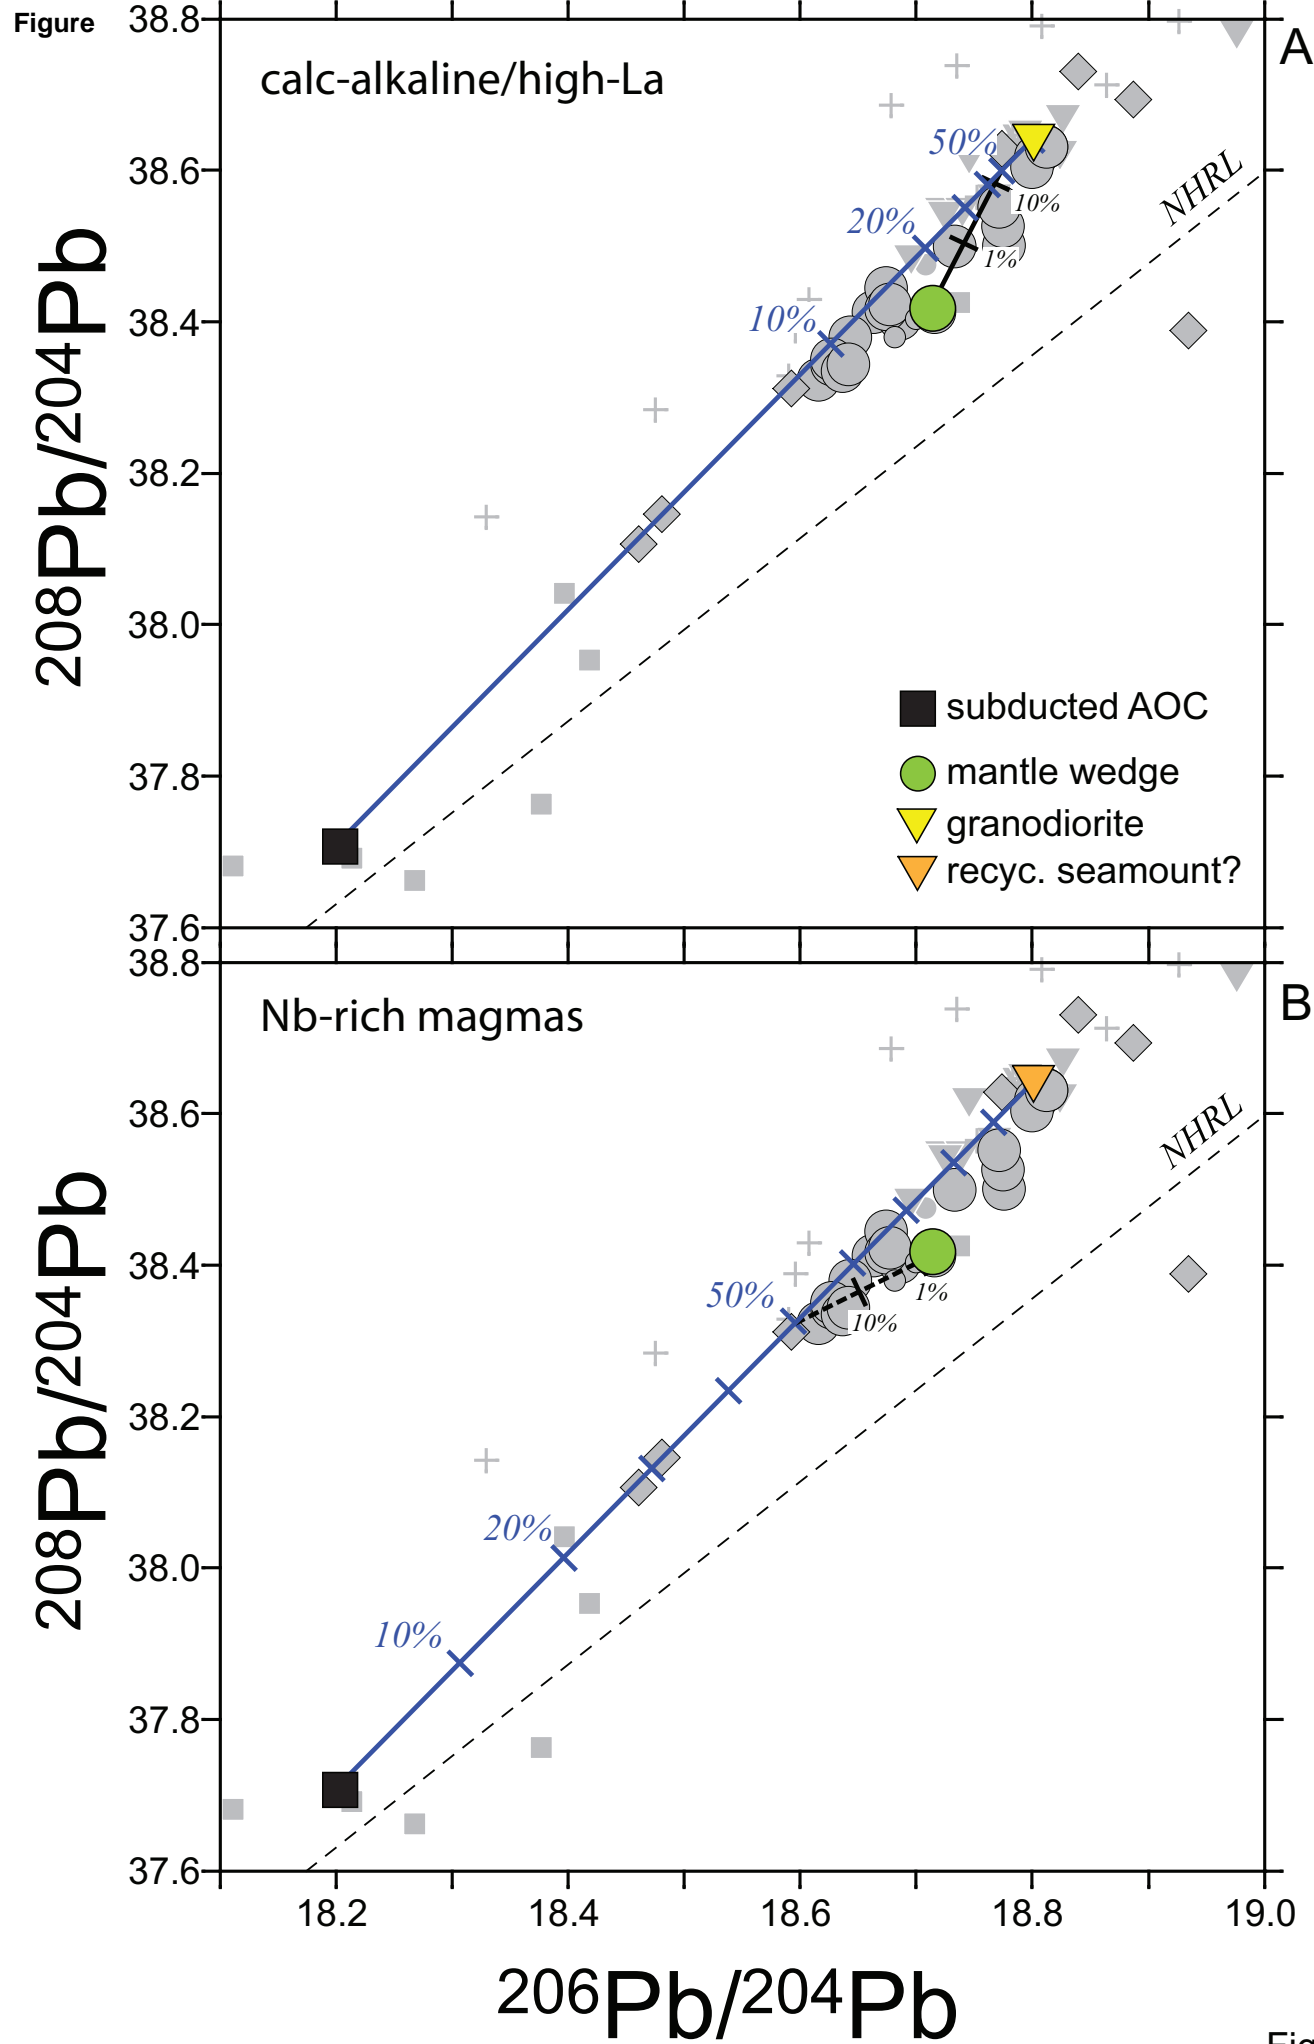 Figure
38.8
A
calc-alkaline/high-La
50%
38.6
NHRL
10%
20%
1%
38.4
10%
38.2
208Pb/204Pb
38.0
subducted AOC
37.8
mantle wedge
granodiorite
recyc. seamount?
37.6
38.8
B
Nb-rich magmas
38.6
NHRL
38.4
50%
1%
10%
38.2
208Pb/204Pb
20%
38.0
10%
37.8
37.6
18.2
18.4
18.6
18.8
19.0
206Pb/204Pb
Fig